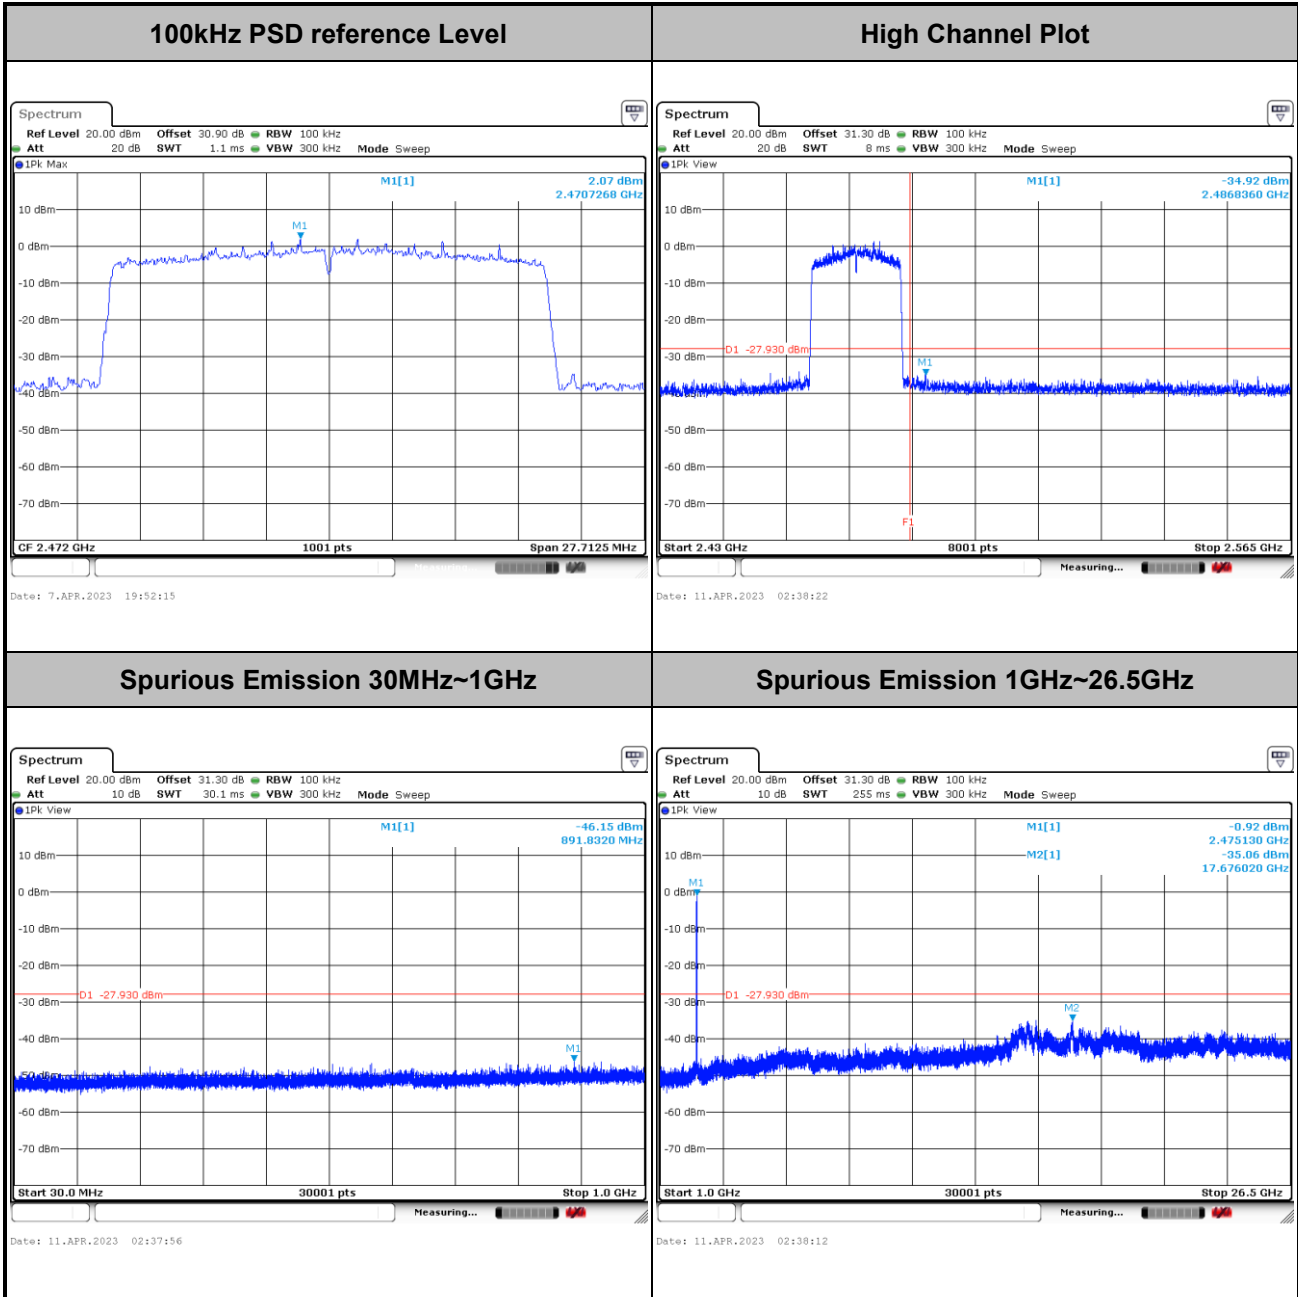 100kHz PSD reference Level
High Channel Plot
Spectrum
Ref Level 20.00 dBm Offset 30.90 dB RBW 100 kHz
Att 20 dB SWT 1.1 ms VBW 300 kHz Mode Sweep
1Pk Max
M1[1] 2.07 dBm
2.4707268 GHz
10 dBm
M1
0 dBm
-10 dBm
-20 dBm
-30 dBm
-40 dBm
-50 dBm
-60 dBm
-70 dBm
CF 2.472 GHz 1001 pts Span 27.7125 MHz
Measuring...
Date: 7.APR.2023 19:52:15
Spectrum
Ref Level 20.00 dBm Offset 31.30 dB RBW 100 kHz
Att 20 dB SWT 8 ms VBW 300 kHz Mode Sweep
1Pk View
M1[1] -34.92 dBm
2.4868360 GHz
10 dBm
0 dBm
-10 dBm
-20 dBm
D1 -27.930 dBm
-30 dBm
M1
-40 dBm
-50 dBm
-60 dBm
-70 dBm
F1
Start 2.43 GHz 8001 pts Stop 2.565 GHz
Measuring...
Date: 11.APR.2023 02:38:22
Spurious Emission 30MHz~1GHz
Spurious Emission 1GHz~26.5GHz
Spectrum
Ref Level 20.00 dBm Offset 31.30 dB RBW 100 kHz
Att 10 dB SWT 30.1 ms VBW 300 kHz Mode Sweep
1Pk View
M1[1] -46.15 dBm
891.8320 MHz
10 dBm
0 dBm
-10 dBm
-20 dBm
D1 -27.930 dBm
-30 dBm
-40 dBm
M1
-50 dBm
-60 dBm
-70 dBm
Start 30.0 MHz 30001 pts Stop 1.0 GHz
Measuring...
Date: 11.APR.2023 02:37:56
Spectrum
Ref Level 20.00 dBm Offset 31.30 dB RBW 100 kHz
Att 10 dB SWT 255 ms VBW 300 kHz Mode Sweep
1Pk View
M1[1] -0.92 dBm
2.475130 GHz
10 dBm M2[1] -35.06 dBm
17.676020 GHz
M1
0 dBm
-10 dBm
-20 dBm
D1 -27.930 dBm
-30 dBm
M2
-40 dBm
-50 dBm
-60 dBm
-70 dBm
Start 1.0 GHz 30001 pts Stop 26.5 GHz
Measuring...
Date: 11.APR.2023 02:38:12